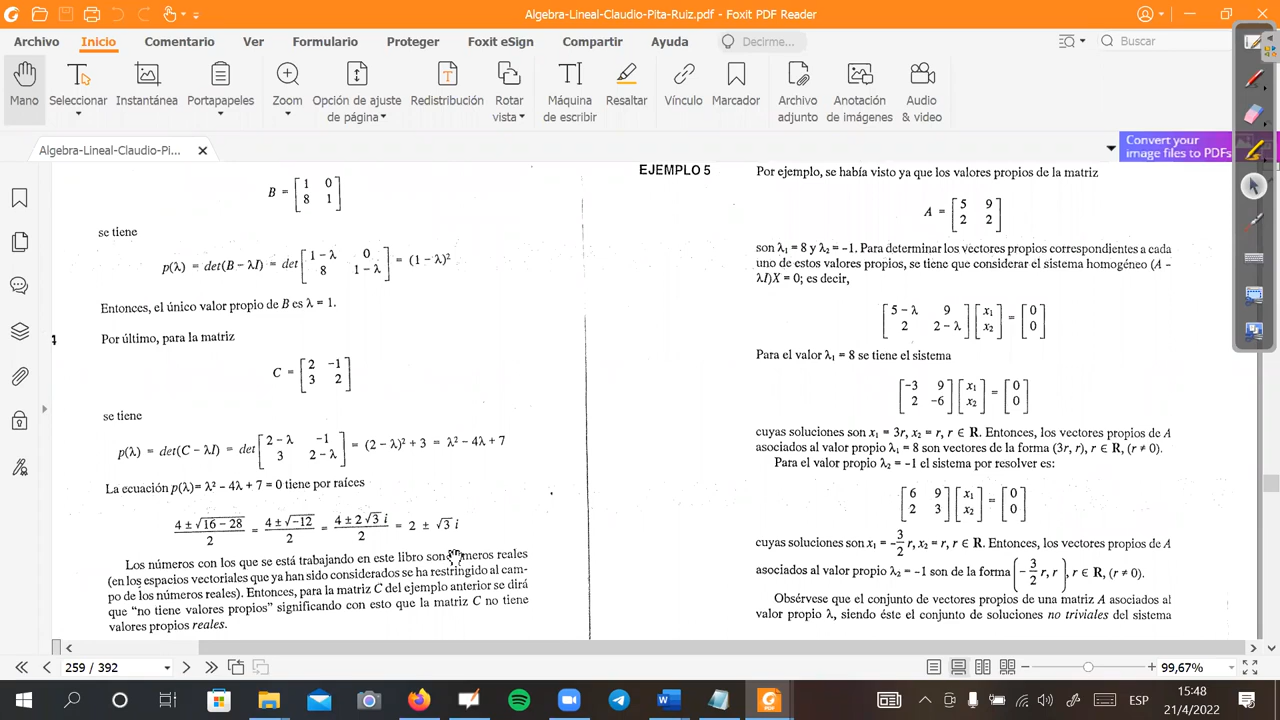 Algebra-Lineal-Claudio-Pita-Ruiz.pdf - Foxit PDF Reader
Archivo Inicio Comentario Ver Formulario Proteger Foxit eSign Compartir Ayuda Decirme... Buscar
Mano Seleccionar Instantánea Portapapeles Zoom Opción de ajuste de página Redistribución Rotar vista Máquina de escribir Resaltar Vínculo Marcador Archivo adjunto Anotación de imágenes Audio & video
Algebra-Lineal-Claudio-Pi...
Convert your
image files to PDFs
B = [1 0
8 1]
se tiene
p(λ) = det(B − λI) = det [1 − λ 0
8 1 − λ] = (1 − λ)²
Entonces, el único valor propio de B es λ = 1.
4
Por último, para la matriz
C = [2 −1
3 2]
se tiene
p(λ) = det(C − λI) = det [2 − λ −1
3 2 − λ] = (2 − λ)² + 3 = λ² − 4λ + 7
La ecuación p(λ) = λ² − 4λ + 7 = 0 tiene por raíces
(4 ± √16 − 28)/2 = (4 ± √−12)/2 = (4 ± 2 √3 i)/2 = 2 ± √3 i
Los números con los que se está trabajando en este libro son números reales
(en los espacios vectoriales que ya han sido considerados se ha restringido al cam-
po de los números reales). Entonces, para la matriz C del ejemplo anterior se dirá
que "no tiene valores propios" significando con esto que la matriz C no tiene
valores propios reales.
EJEMPLO 5
Por ejemplo, se había visto ya que los valores propios de la matriz
A = [5 9
2 2]
son λ₁ = 8 y λ₂ = −1. Para determinar los vectores propios correspondientes a cada
uno de estos valores propios, se tiene que considerar el sistema homogéneo (A −
λI)X = 0; es decir,
[5 − λ 9
2 2 − λ] [x₁
x₂] = [0
0]
Para el valor λ₁ = 8 se tiene el sistema
[−3 9
2 −6] [x₁
x₂] = [0
0]
cuyas soluciones son x₁ = 3r, x₂ = r, r ∈ R. Entonces, los vectores propios de A
asociados al valor propio λ₁ = 8 son vectores de la forma (3r, r), r ∈ R, (r ≠ 0).
Para el valor propio λ₂ = −1 el sistema por resolver es:
[6 9
2 3] [x₁
x₂] = [0
0]
cuyas soluciones son x₁ = −3/2 r, x₂ = r, r ∈ R. Entonces, los vectores propios de A
asociados al valor propio λ₂ = −1 son de la forma (−3/2 r, r), r ∈ R, (r ≠ 0).
Obsérvese que el conjunto de vectores propios de una matriz A asociados al
valor propio λ, siendo éste el conjunto de soluciones no triviales del sistema
259 / 392
99,67%
ESP
15:48
21/4/2022